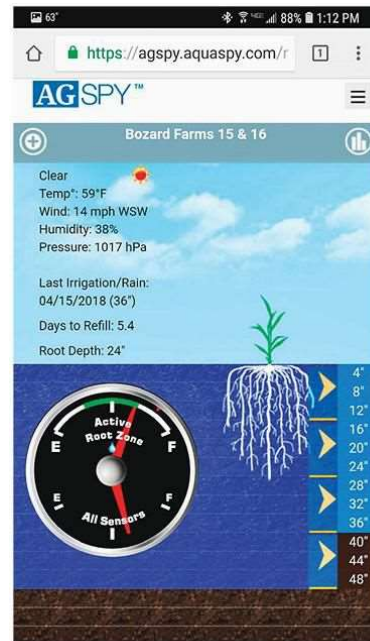 63°
88% 1:12 PM
https://agspy.aquaspy.com/r
1
AGSPY™
Bozard Farms 15 & 16
Clear
Temp°: 59°F
Wind: 14 mph WSW
Humidity: 38%
Pressure: 1017 hPa
Last Irrigation/Rain:
04/15/2018 (36")
Days to Refill: 5.4
Root Depth: 24"
4"
8"
12"
16"
20"
24"
28"
32"
36"
40"
44"
48"
Active
Root Zone
E
F
E
F
All Sensors